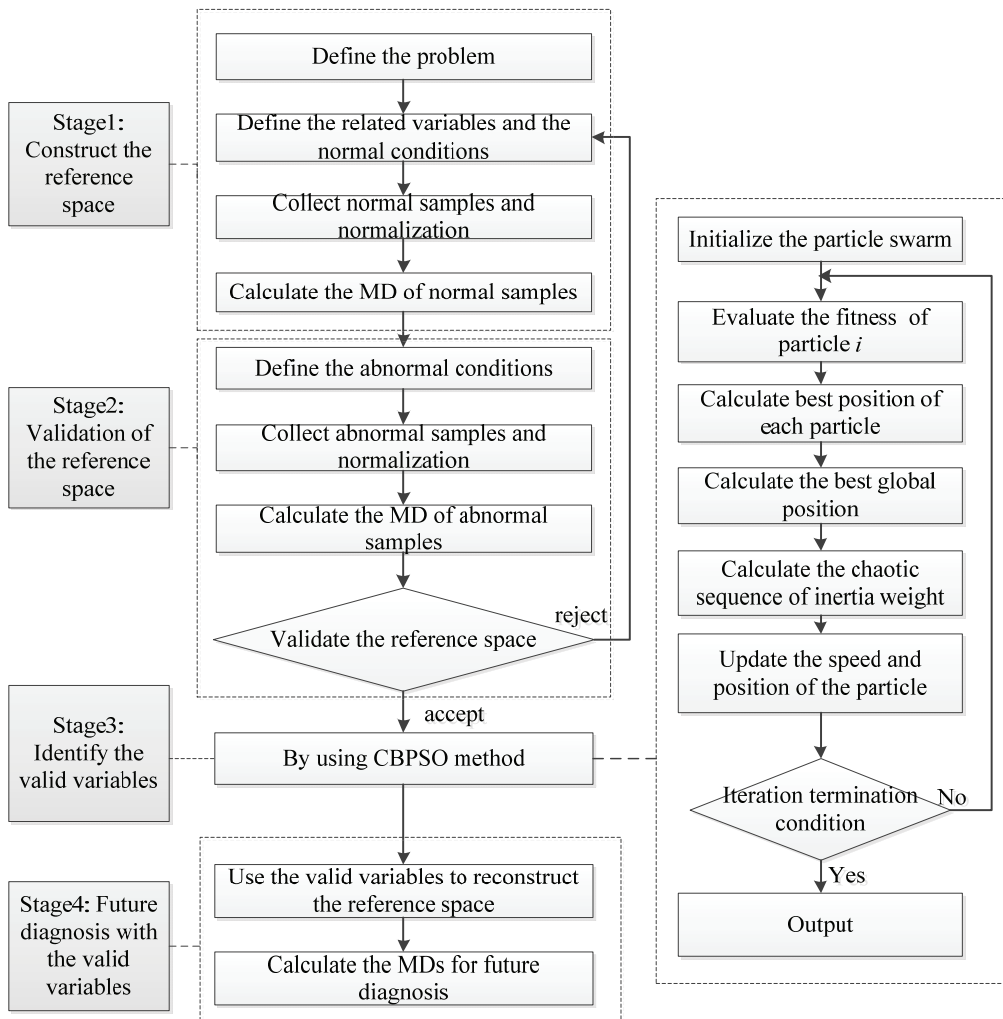 Stage1:
Construct the
reference
space
Define the problem
Define the related variables and the
normal conditions
Collect normal samples and
normalization
Calculate the MD of normal samples
Stage2:
Validation of
the reference
space
Define the abnormal conditions
Collect abnormal samples and
normalization
Calculate the MD of abnormal
samples
Validate the reference space
reject
accept
Stage3:
Identify the
valid variables
By using CBPSO method
Stage4: Future
diagnosis with
the valid
variables
Use the valid variables to reconstruct
the reference space
Calculate the MDs for future
diagnosis
Initialize the particle swarm
Evaluate the fitness of
particle i
Calculate best position of
each particle
Calculate the best global
position
Calculate the chaotic
sequence of inertia weight
Update the speed and
position of the particle
Iteration termination
condition
No
Yes
Output